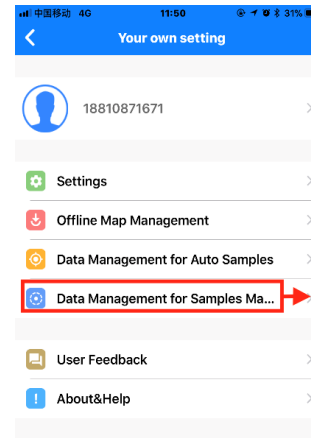 中国移动 4G 11:50 31%
Your own setting
18810871671
Settings
Offline Map Management
Data Management for Auto Samples
Data Management for Samples Ma...
User Feedback
About&Help